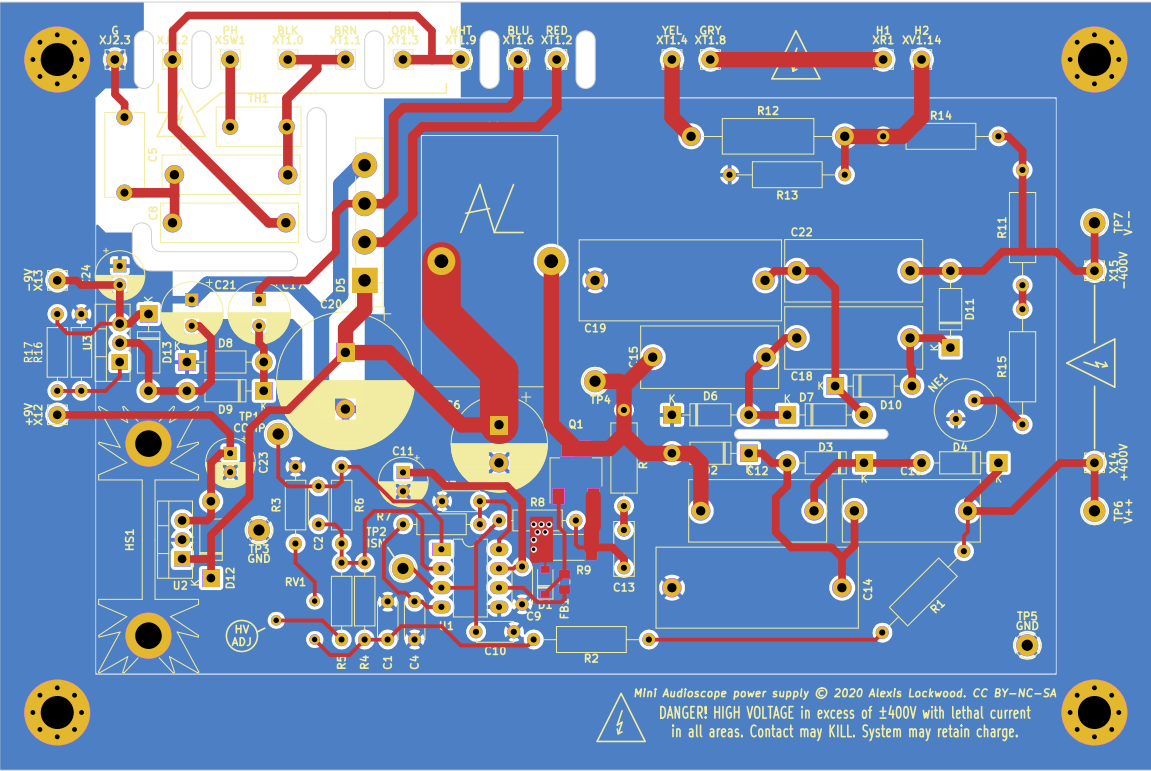 G
XJ2.3
PH
XSW1
BLK
XT1.0
BRN
XT1.1
ORN
XT1.3
WHT
XT1.9
BLU
XT1.6
RED
XT1.2
YEL
XT1.4
GRY
XT1.8
H1
XR1
H2
XV1.14
TH1
C5
C8
R12
R13
R14
R11
TP7
V--
X15
-400V
-9V
X13
C21
C20
D5
C22
C19
D11
U3
R17
R16
D13
K
D8
K
D9
K
C15
C18
R15
TP4
NE1
D10
K
+9V
X12
TP1
C23
C11
Q1
D6
K
D7
K
D3
K
D4
K
C12
K
X14
+400V
TP6
V++
HS1
U2
D12
K
TP3
GND
R3
C2
R6
R7
TP2
R8
R9
C13
C14
R1
RV1
HV
ADJ
R5
R4
C1
C4
U1
C9
C10
R2
TP5
GND
Mini Audioscope power supply © 2020 Alexis Lockwood. CC BY-NC-SA
DANGER! HIGH VOLTAGE in excess of ±400V with lethal current
in all areas. Contact may KILL. System may retain charge.